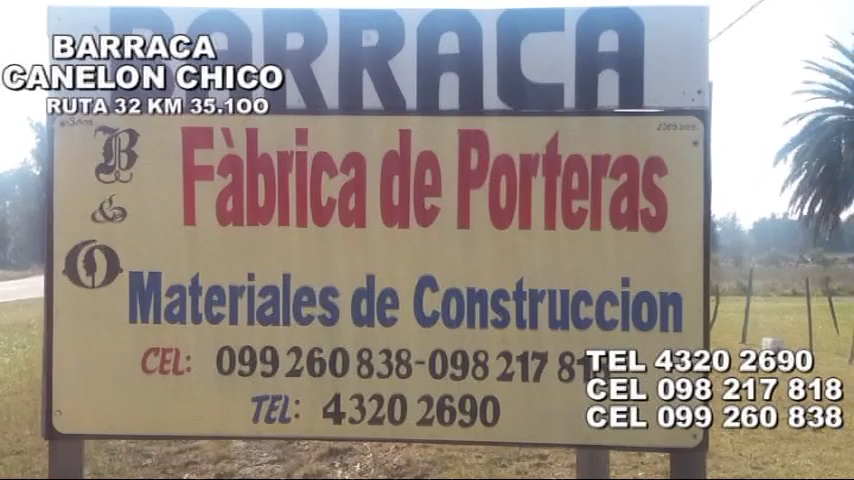 BARRACA
CANELON CHICO
RUTA 32 KM 35.100
BARRACA
B
&
O
Fàbrica de Porteras
Materiales de Construccion
CEL: 099 260 838-098 217 81
TEL: 4320 2690
TEL 4320 2690
CEL 098 217 818
CEL 099 260 838